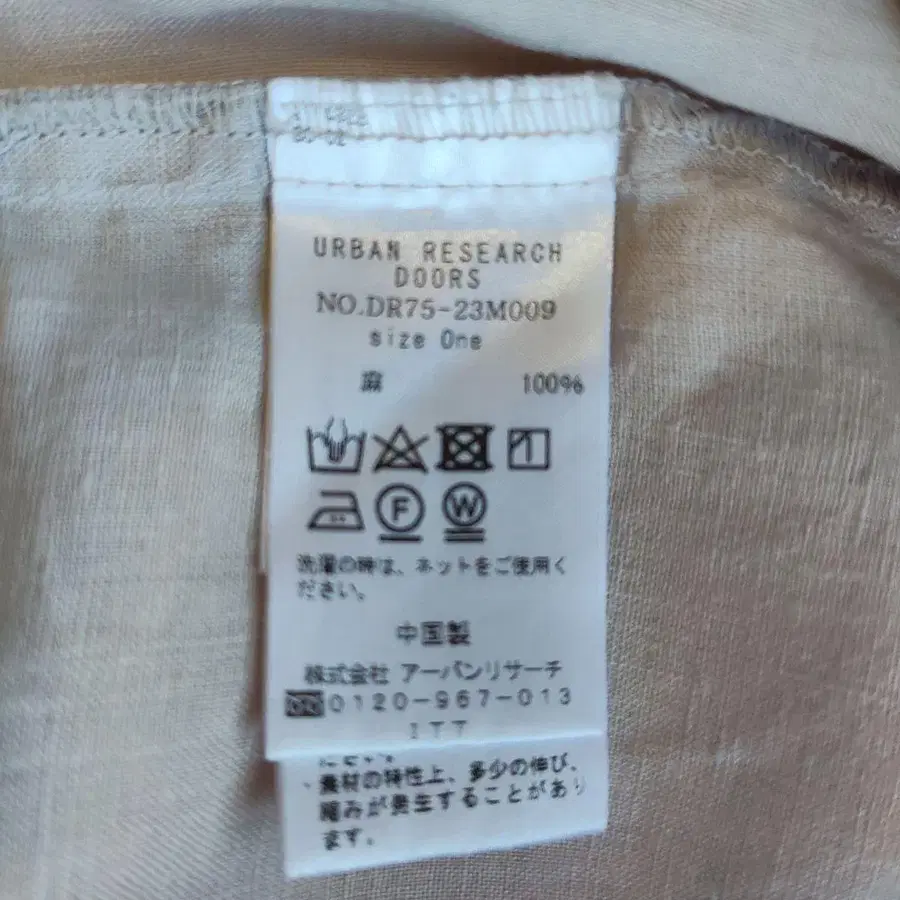 URBAN RESEARCH
DOORS
NO.DR75-23M009
size One
麻 100%
F W
洗濯の時は、ネットをご使用く
ださい。
中国製
株式会社 アーバンリサーチ
0120-967-013
ITT
素材の特性上、多少の伸び、
縮みが発生することがあり
ます。